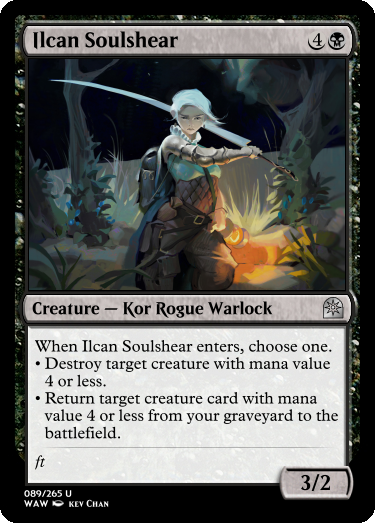 Ilcan Soulshear 4
Creature — Kor Rogue Warlock
When Ilcan Soulshear enters, choose one.
• Destroy target creature with mana value
4 or less.
• Return target creature card with mana
value 4 or less from your graveyard to the
battlefield.
ft
3/2
089/265 U
WAW Kev Chan